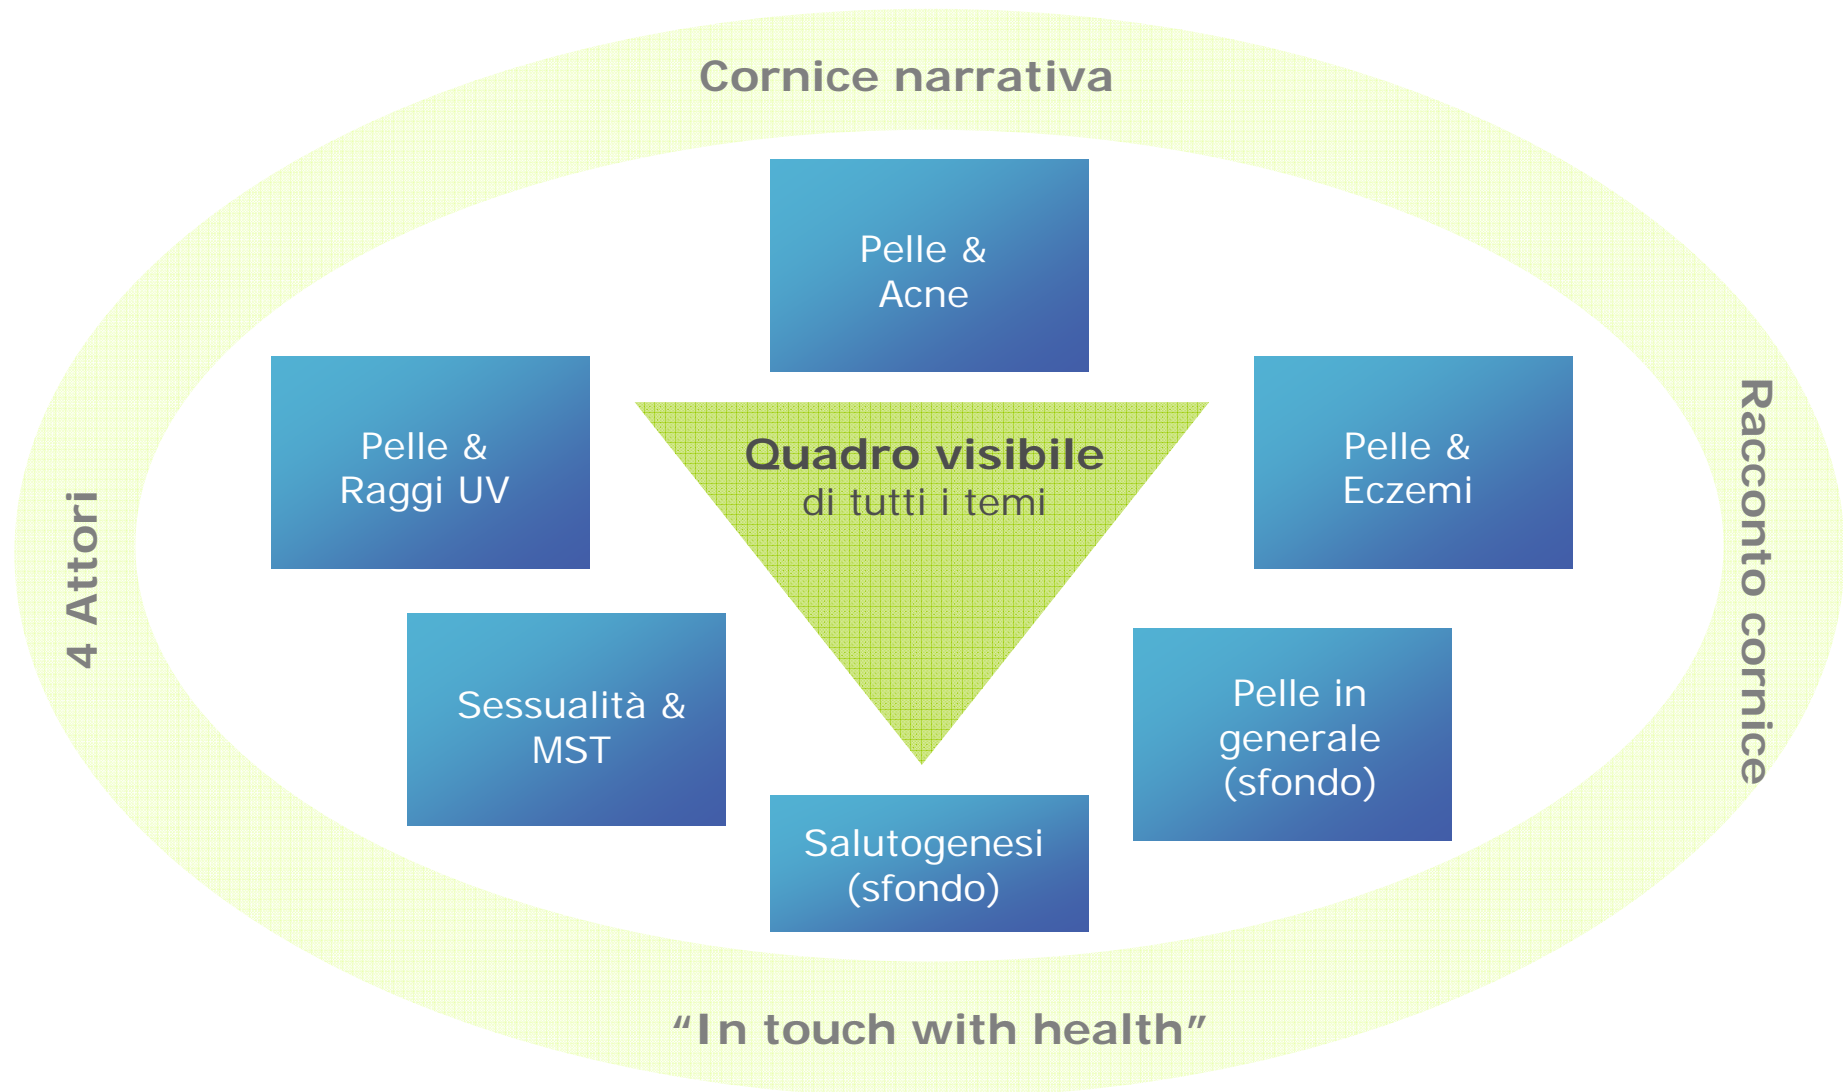 Cornice narrativa
Pelle &
Acne
Pelle &
Raggi UV
Quadro visibile
di tutti i temi
Pelle &
Eczemi
4 Attori
Racconto cornice
Sessualità &
MST
Pelle in
generale
(sfondo)
Salutogenesi
(sfondo)
“In touch with health”